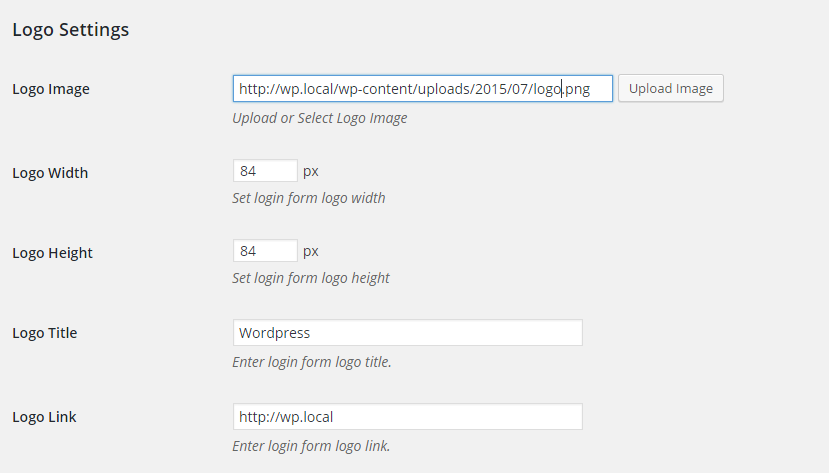 Logo Settings
Logo Image http://wp.local/wp-content/uploads/2015/07/logo.png Upload Image
Upload or Select Logo Image
Logo Width 84 px
Set login form logo width
Logo Height 84 px
Set login form logo height
Logo Title Wordpress
Enter login form logo title.
Logo Link http://wp.local
Enter login form logo link.